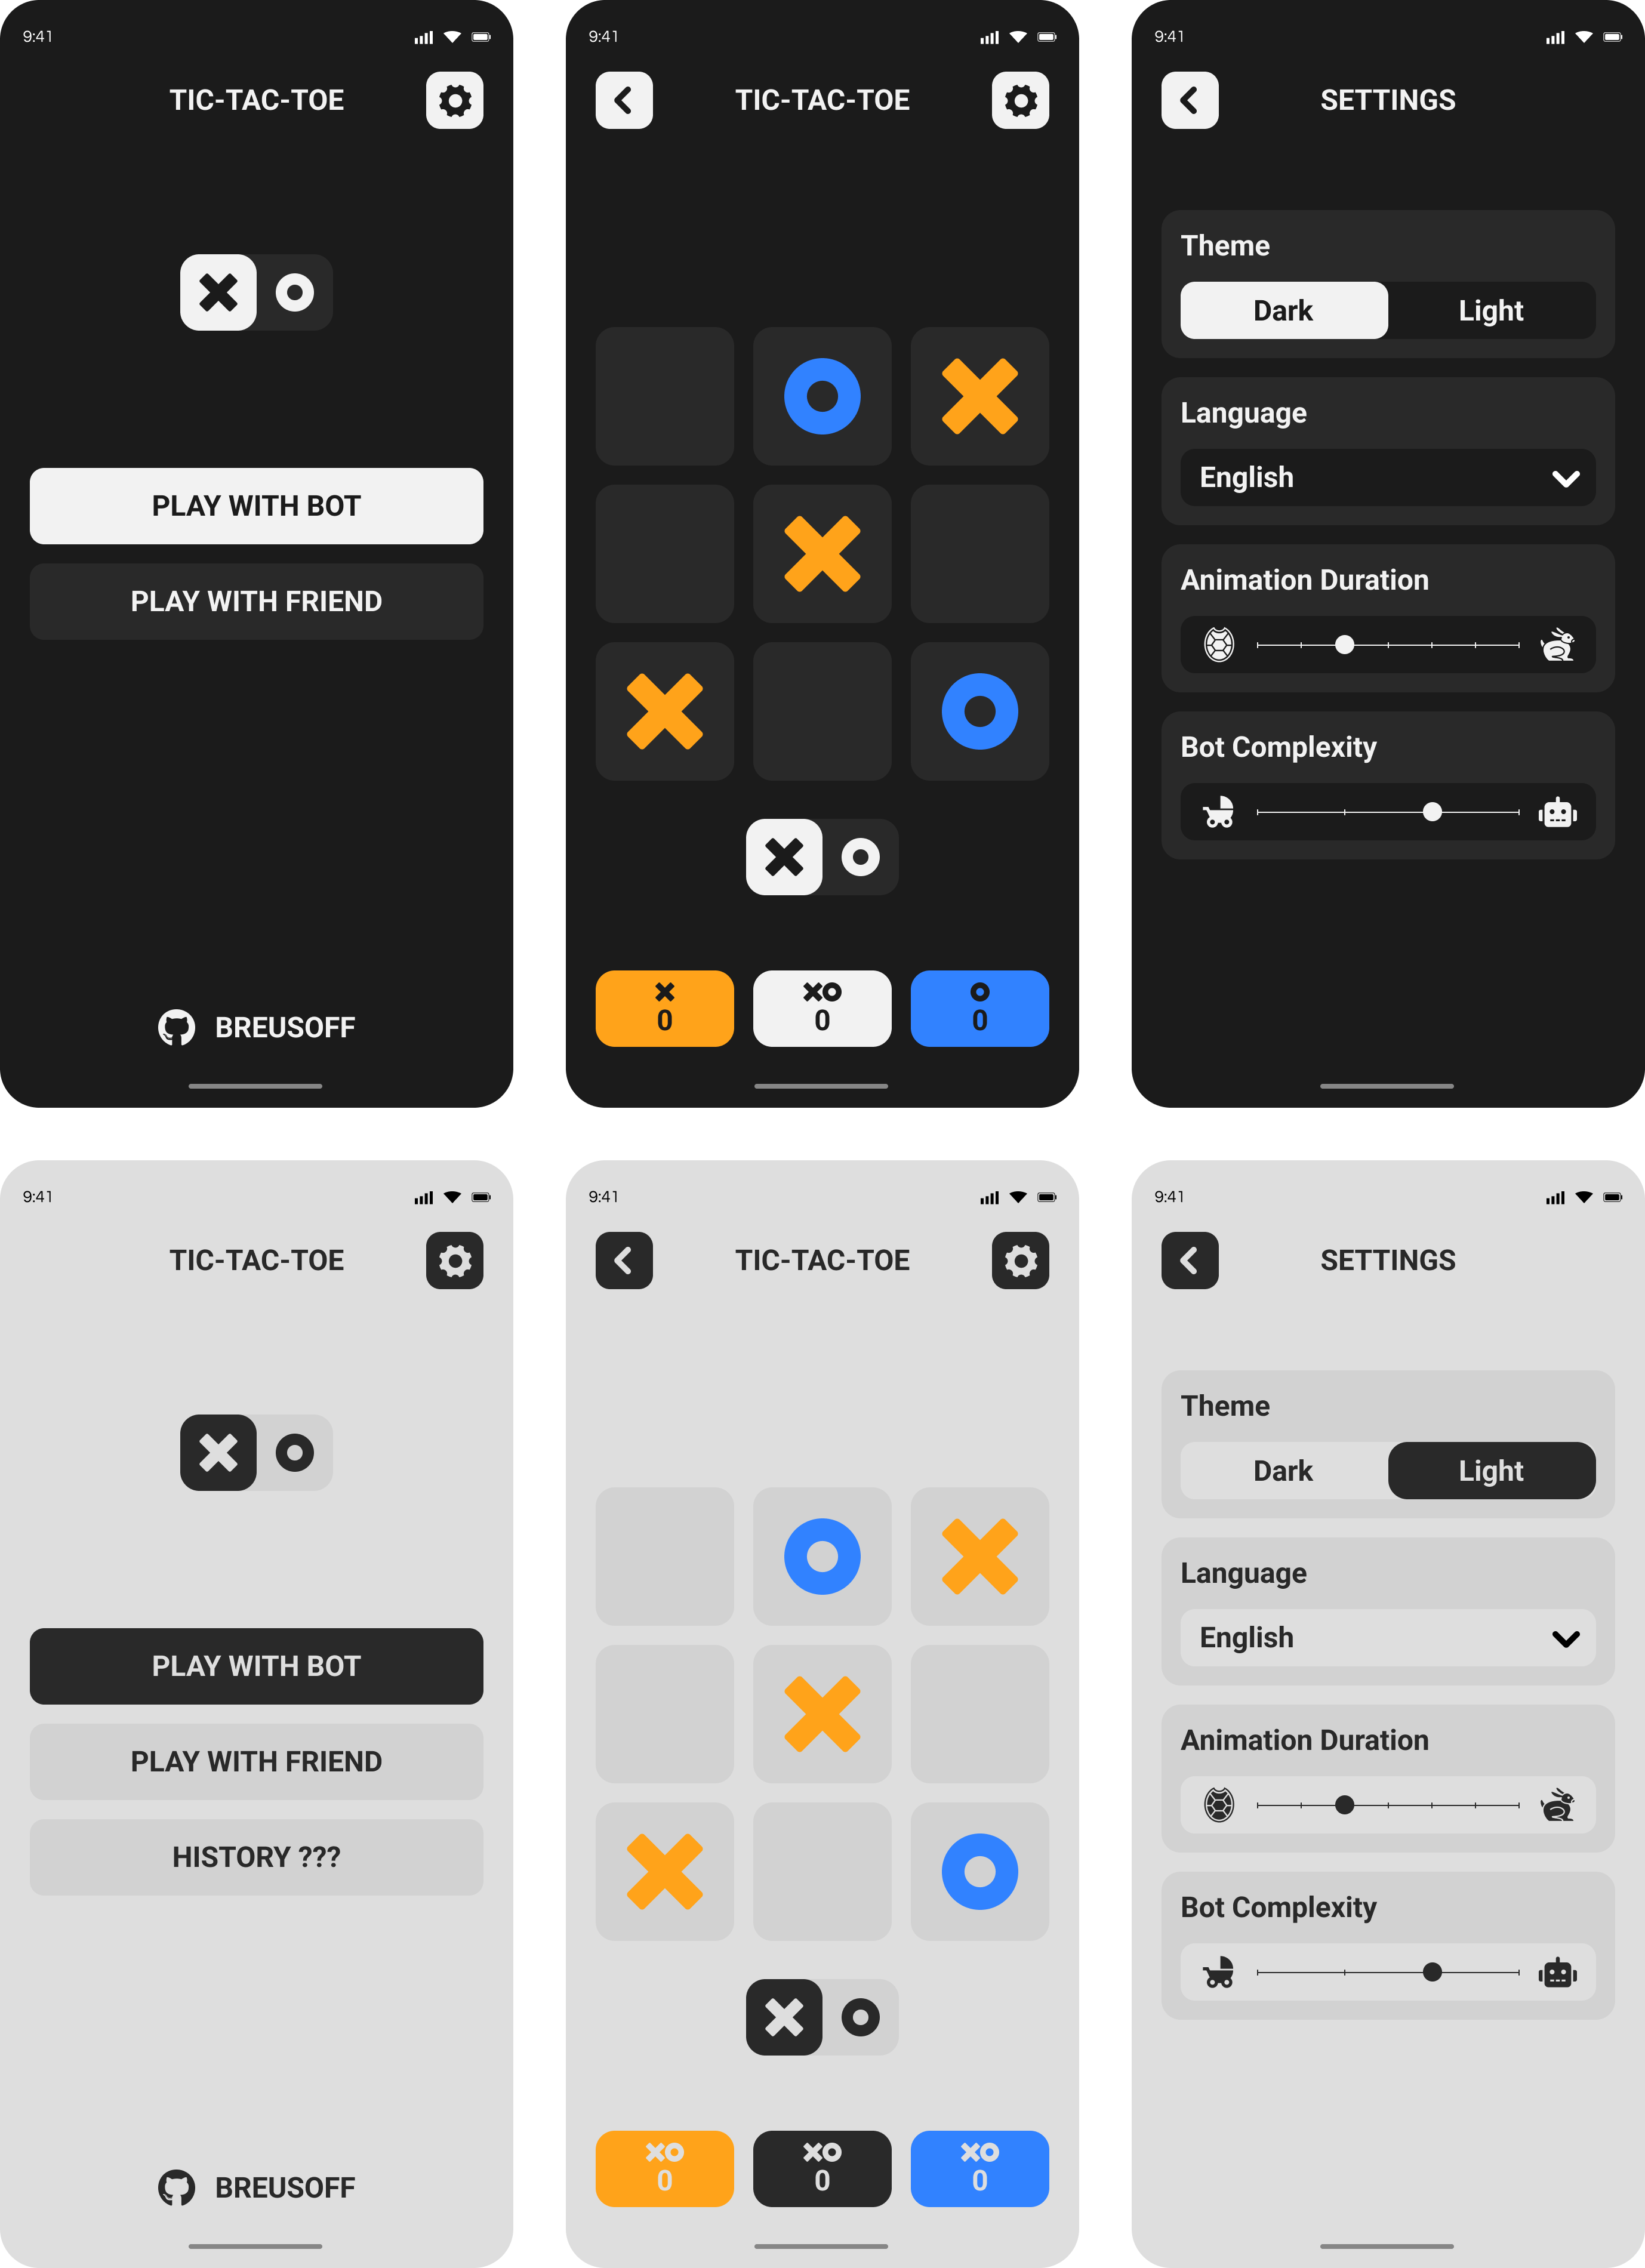 9:41
TIC-TAC-TOE
PLAY WITH BOT
PLAY WITH FRIEND
BREUSOFF
9:41
TIC-TAC-TOE
0
0
0
9:41
SETTINGS
Theme
Dark
Light
Language
English
Animation Duration
Bot Complexity
9:41
TIC-TAC-TOE
PLAY WITH BOT
PLAY WITH FRIEND
HISTORY ???
BREUSOFF
9:41
TIC-TAC-TOE
0
0
0
9:41
SETTINGS
Theme
Dark
Light
Language
English
Animation Duration
Bot Complexity